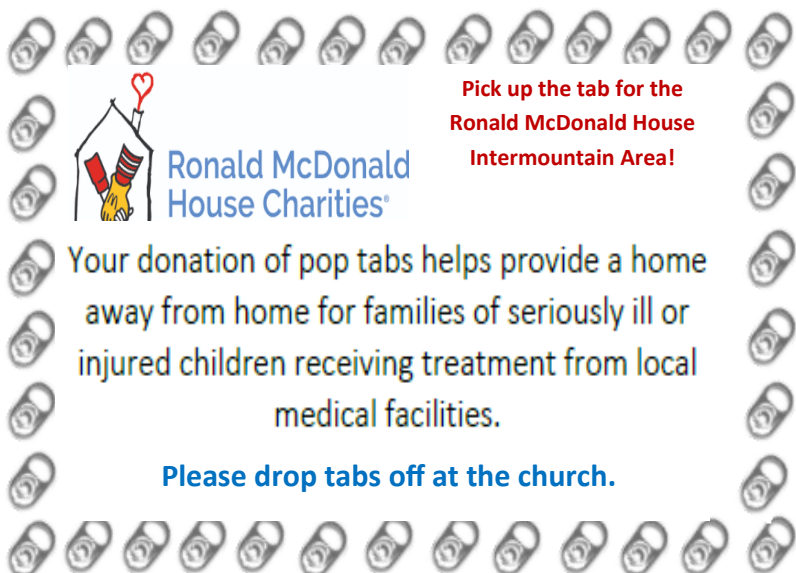 Pick up the tab for the
Ronald McDonald House
Intermountain Area!
Ronald McDonald
House Charities®
Your donation of pop tabs helps provide a home
away from home for families of seriously ill or
injured children receiving treatment from local
medical facilities.
Please drop tabs off at the church.